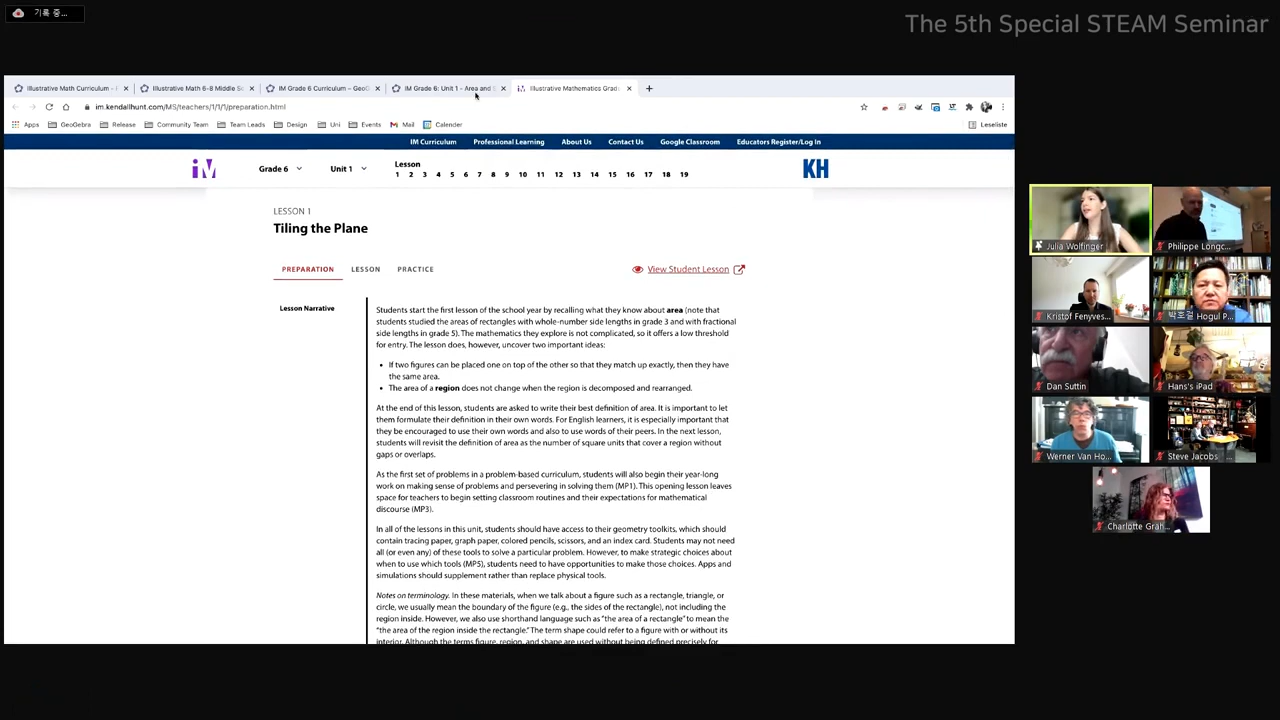 기록 중...
The 5th Special STEAM Seminar
Illustrative Math Curriculum -
Illustrative Math 6-8 Middle Sc
IM Grade 6 Curriculum – GeoG
IM Grade 6: Unit 1 - Area and
Illustrative Mathematics Grad
im.kendallhunt.com/MS/teachers/1/1/1/preparation.html
Apps GeoGebra Release Community Team Team Leads Design Uni Events Mail Calender Leseliste
IM Curriculum Professional Learning About Us Contact Us Google Classroom Educators Register/Log In
iM Grade 6 Unit 1 Lesson KH
1 2 3 4 5 6 7 8 9 10 11 12 13 14 15 16 17 18 19
LESSON 1
Tiling the Plane
PREPARATION LESSON PRACTICE View Student Lesson
Lesson Narrative
Students start the first lesson of the school year by recalling what they know about area (note that
students studied the areas of rectangles with whole-number side lengths in grade 3 and with fractional
side lengths in grade 5). The mathematics they explore is not complicated, so it offers a low threshold
for entry. The lesson does, however, uncover two important ideas:
• If two figures can be placed one on top of the other so that they match up exactly, then they have
the same area.
• The area of a region does not change when the region is decomposed and rearranged.
At the end of this lesson, students are asked to write their best definition of area. It is important to let
them formulate their definition in their own words. For English learners, it is especially important that
they be encouraged to use their own words and also to use words of their peers. In the next lesson,
students will revisit the definition of area as the number of square units that cover a region without
gaps or overlaps.
As the first set of problems in a problem-based curriculum, students will also begin their year-long
work on making sense of problems and persevering in solving them (MP1). This opening lesson leaves
space for teachers to begin setting classroom routines and their expectations for mathematical
discourse (MP3).
In all of the lessons in this unit, students should have access to their geometry toolkits, which should
contain tracing paper, graph paper, colored pencils, scissors, and an index card. Students may not need
all (or even any) of these tools to solve a particular problem. However, to make strategic choices about
when to use which tools (MP5), students need to have opportunities to make those choices. Apps and
simulations should supplement rather than replace physical tools.
Notes on terminology. In these materials, when we talk about a figure such as a rectangle, triangle, or
circle, we usually mean the boundary of the figure (e.g., the sides of the rectangle), not including the
region inside. However, we also use shorthand language such as "the area of a rectangle" to mean the
"the area of the region inside the rectangle." The term shape could refer to a figure with or without its
interior. Although the terms figure, region, and shape are used without being defined precisely for
Julia Wolfinger
Philippe Longc...
Kristof Fenyves...
박호걸 Hogul P...
Dan Suttin
Hans's iPad
Werner Van Ho...
Steve Jacobs ...
Charlotte Grah...